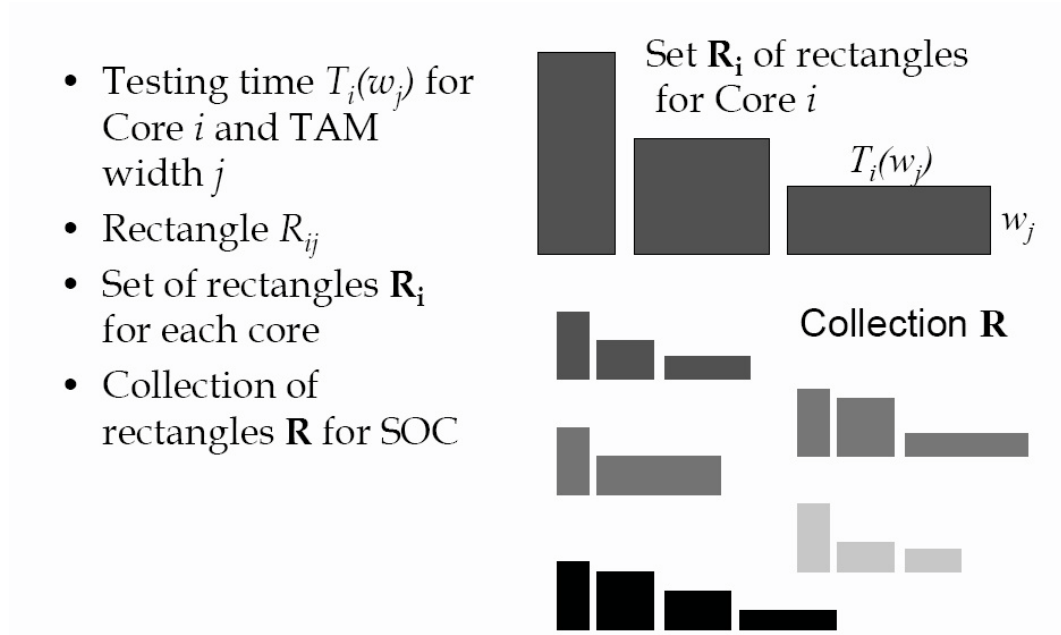 • Testing time Ti(wj) for
Core i and TAM
width j
• Rectangle Rij
• Set of rectangles Ri
for each core
• Collection of
rectangles R for SOC
Set Ri of rectangles
for Core i
Ti(wj)
wj
Collection R